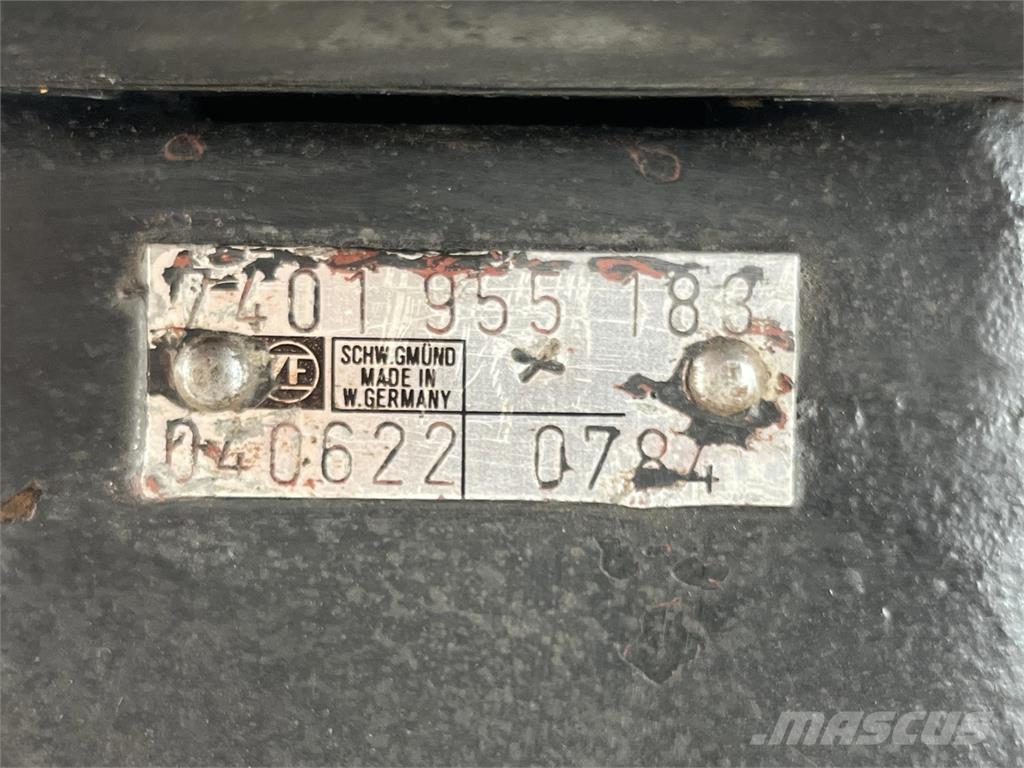 7401 955 183
ZF
SCHW.GMÜND
MADE IN
W.GERMANY
040622 0784
MASCUS